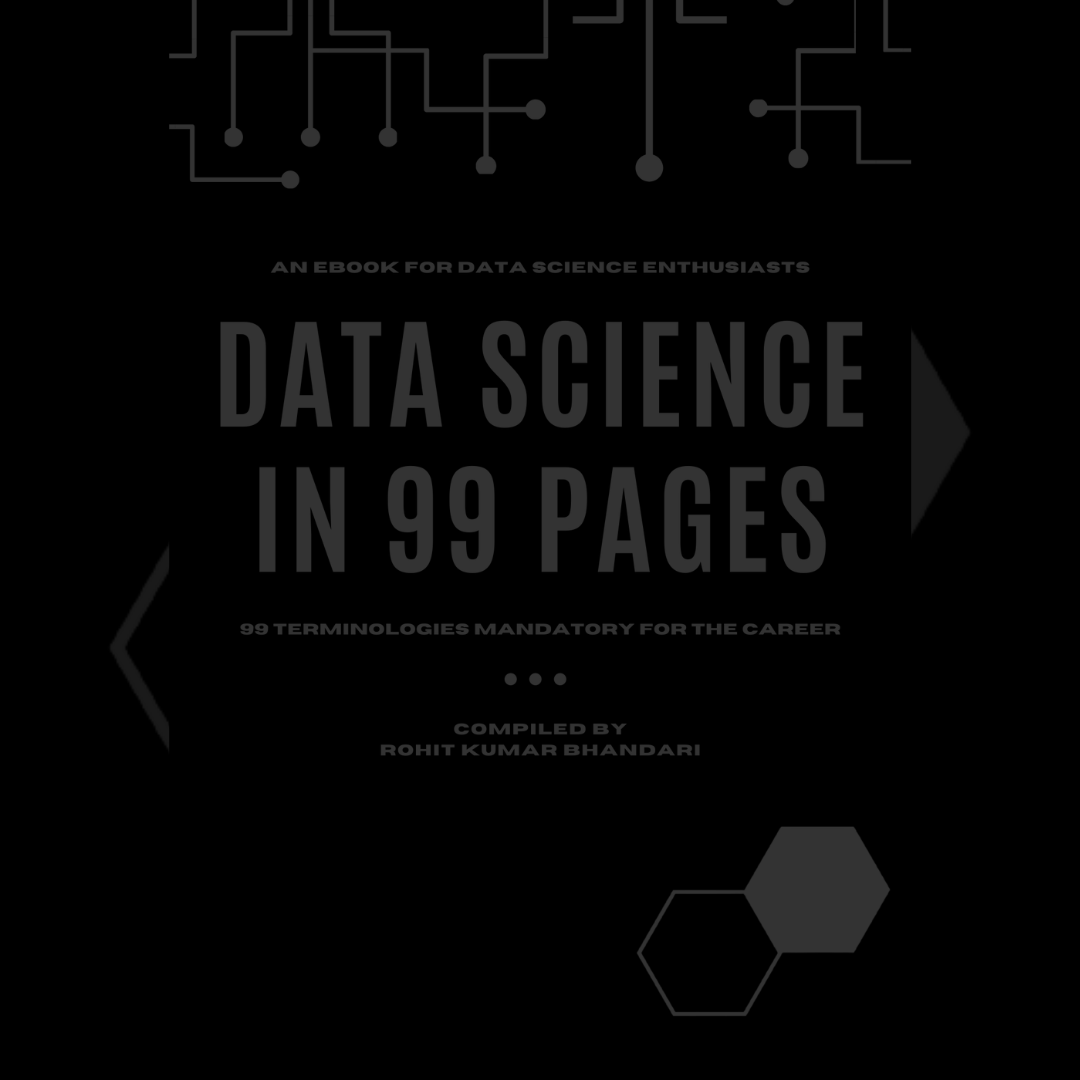 AN EBOOK FOR DATA SCIENCE ENTHUSIASTS
DATA SCIENCE
IN 99 PAGES
99 TERMINOLOGIES MANDATORY FOR THE CAREER
COMPILED BY
ROHIT KUMAR BHANDARI